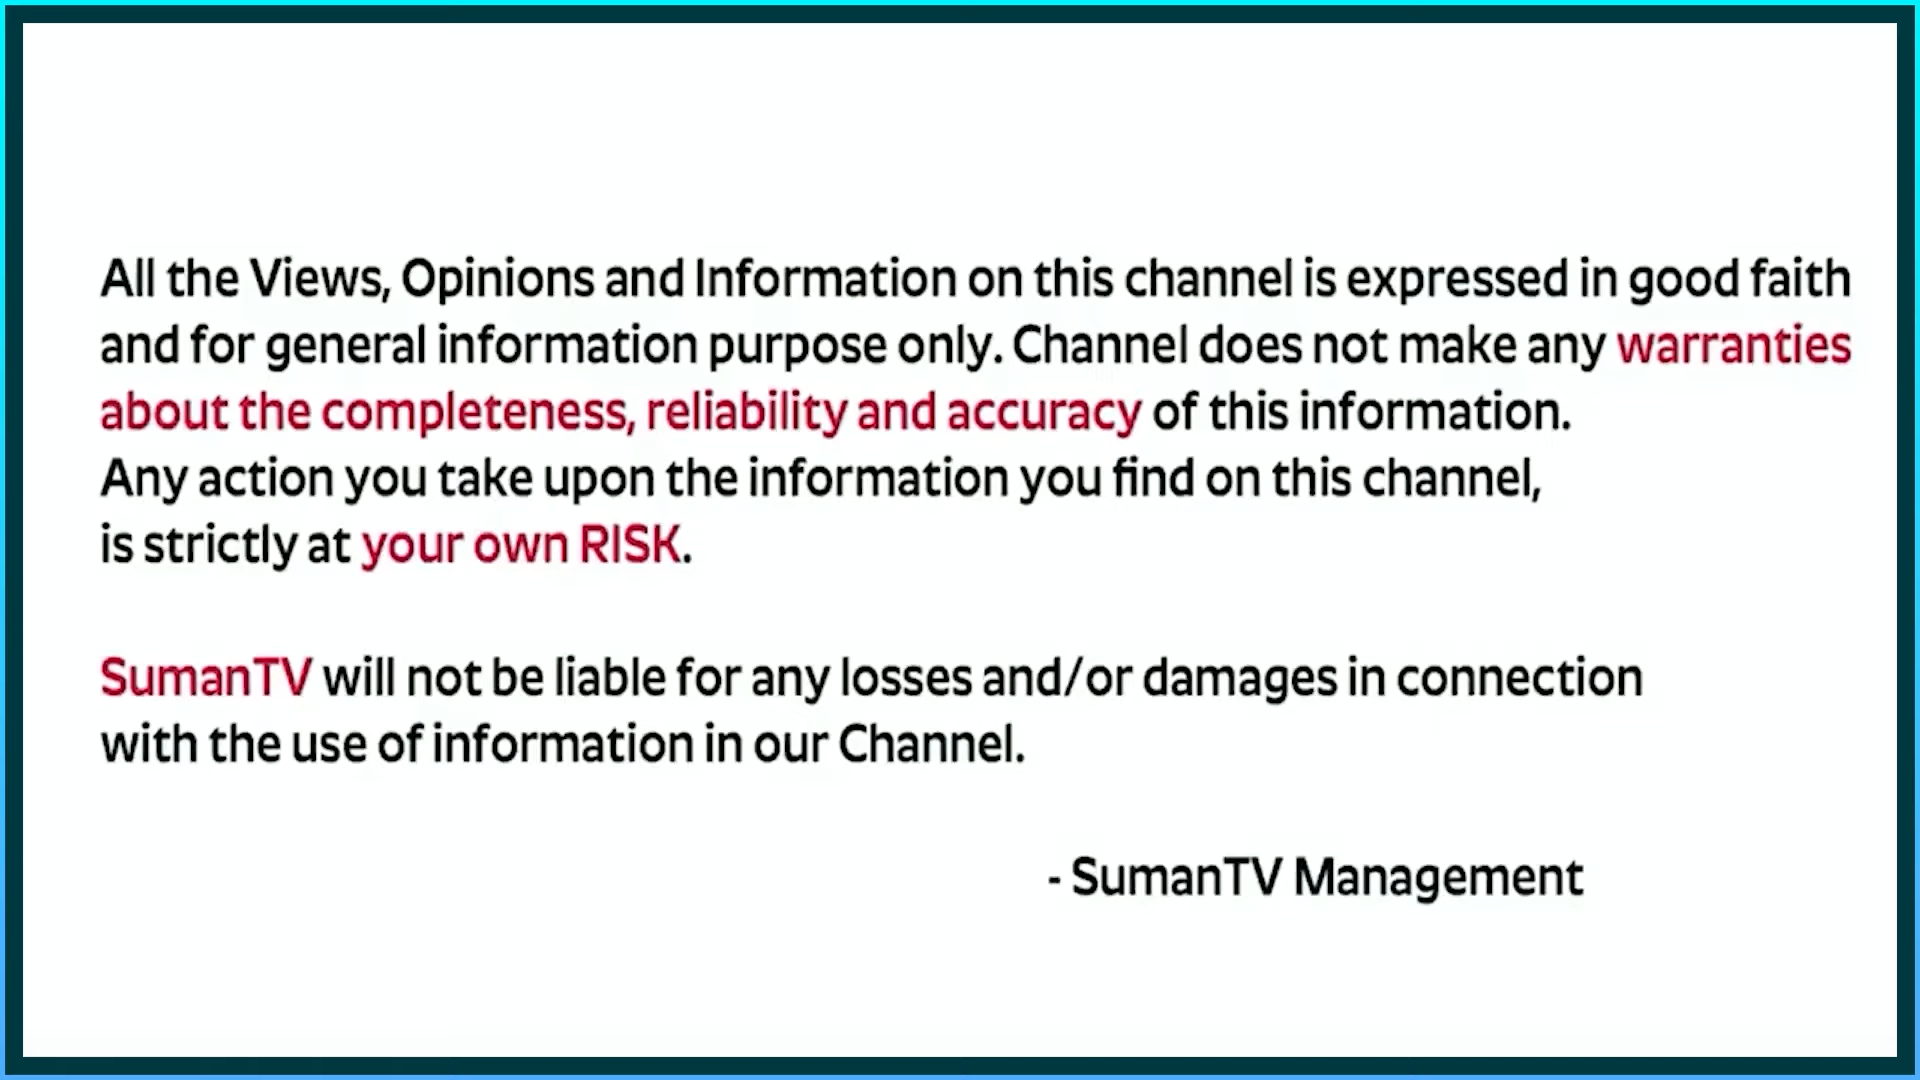 All the Views, Opinions and Information on this channel is expressed in good faith
and for general information purpose only. Channel does not make any warranties
about the completeness, reliability and accuracy of this information.
Any action you take upon the information you find on this channel,
is strictly at your own RISK.
SumanTV will not be liable for any losses and/or damages in connection
with the use of information in our Channel.
- SumanTV Management